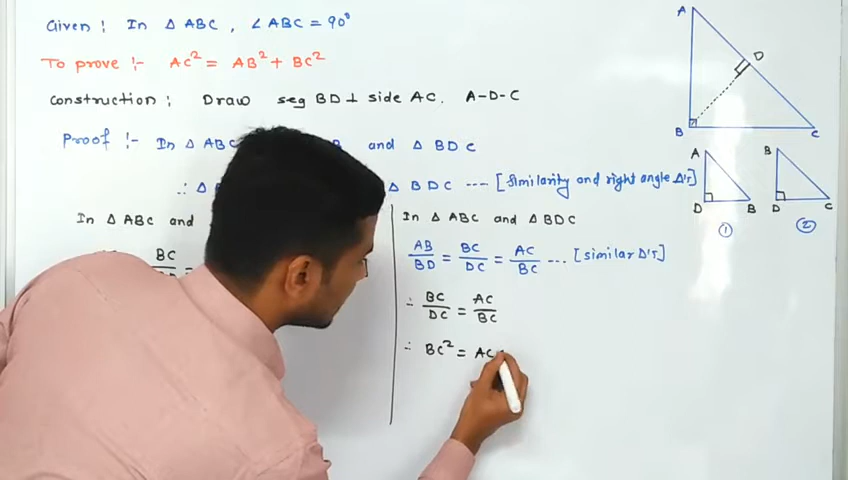 Given: In Δ ABC, ∠ABC = 90°
To prove :- AC² = AB² + BC²
Construction: Draw seg BD ⊥ side AC. A-D-C
Proof :- In Δ ABC B and Δ BDC
∴ Δ Δ BDC ---- [Similarity and right angle Δ's]
In Δ ABC and
BC
In Δ ABC and Δ BDC
AB/BD = BC/DC = AC/BC ... [similar Δ's]
∴ BC/DC = AC/BC
∴ BC² = AC
A
D
B
C
A
D
B
①
B
D
C
②